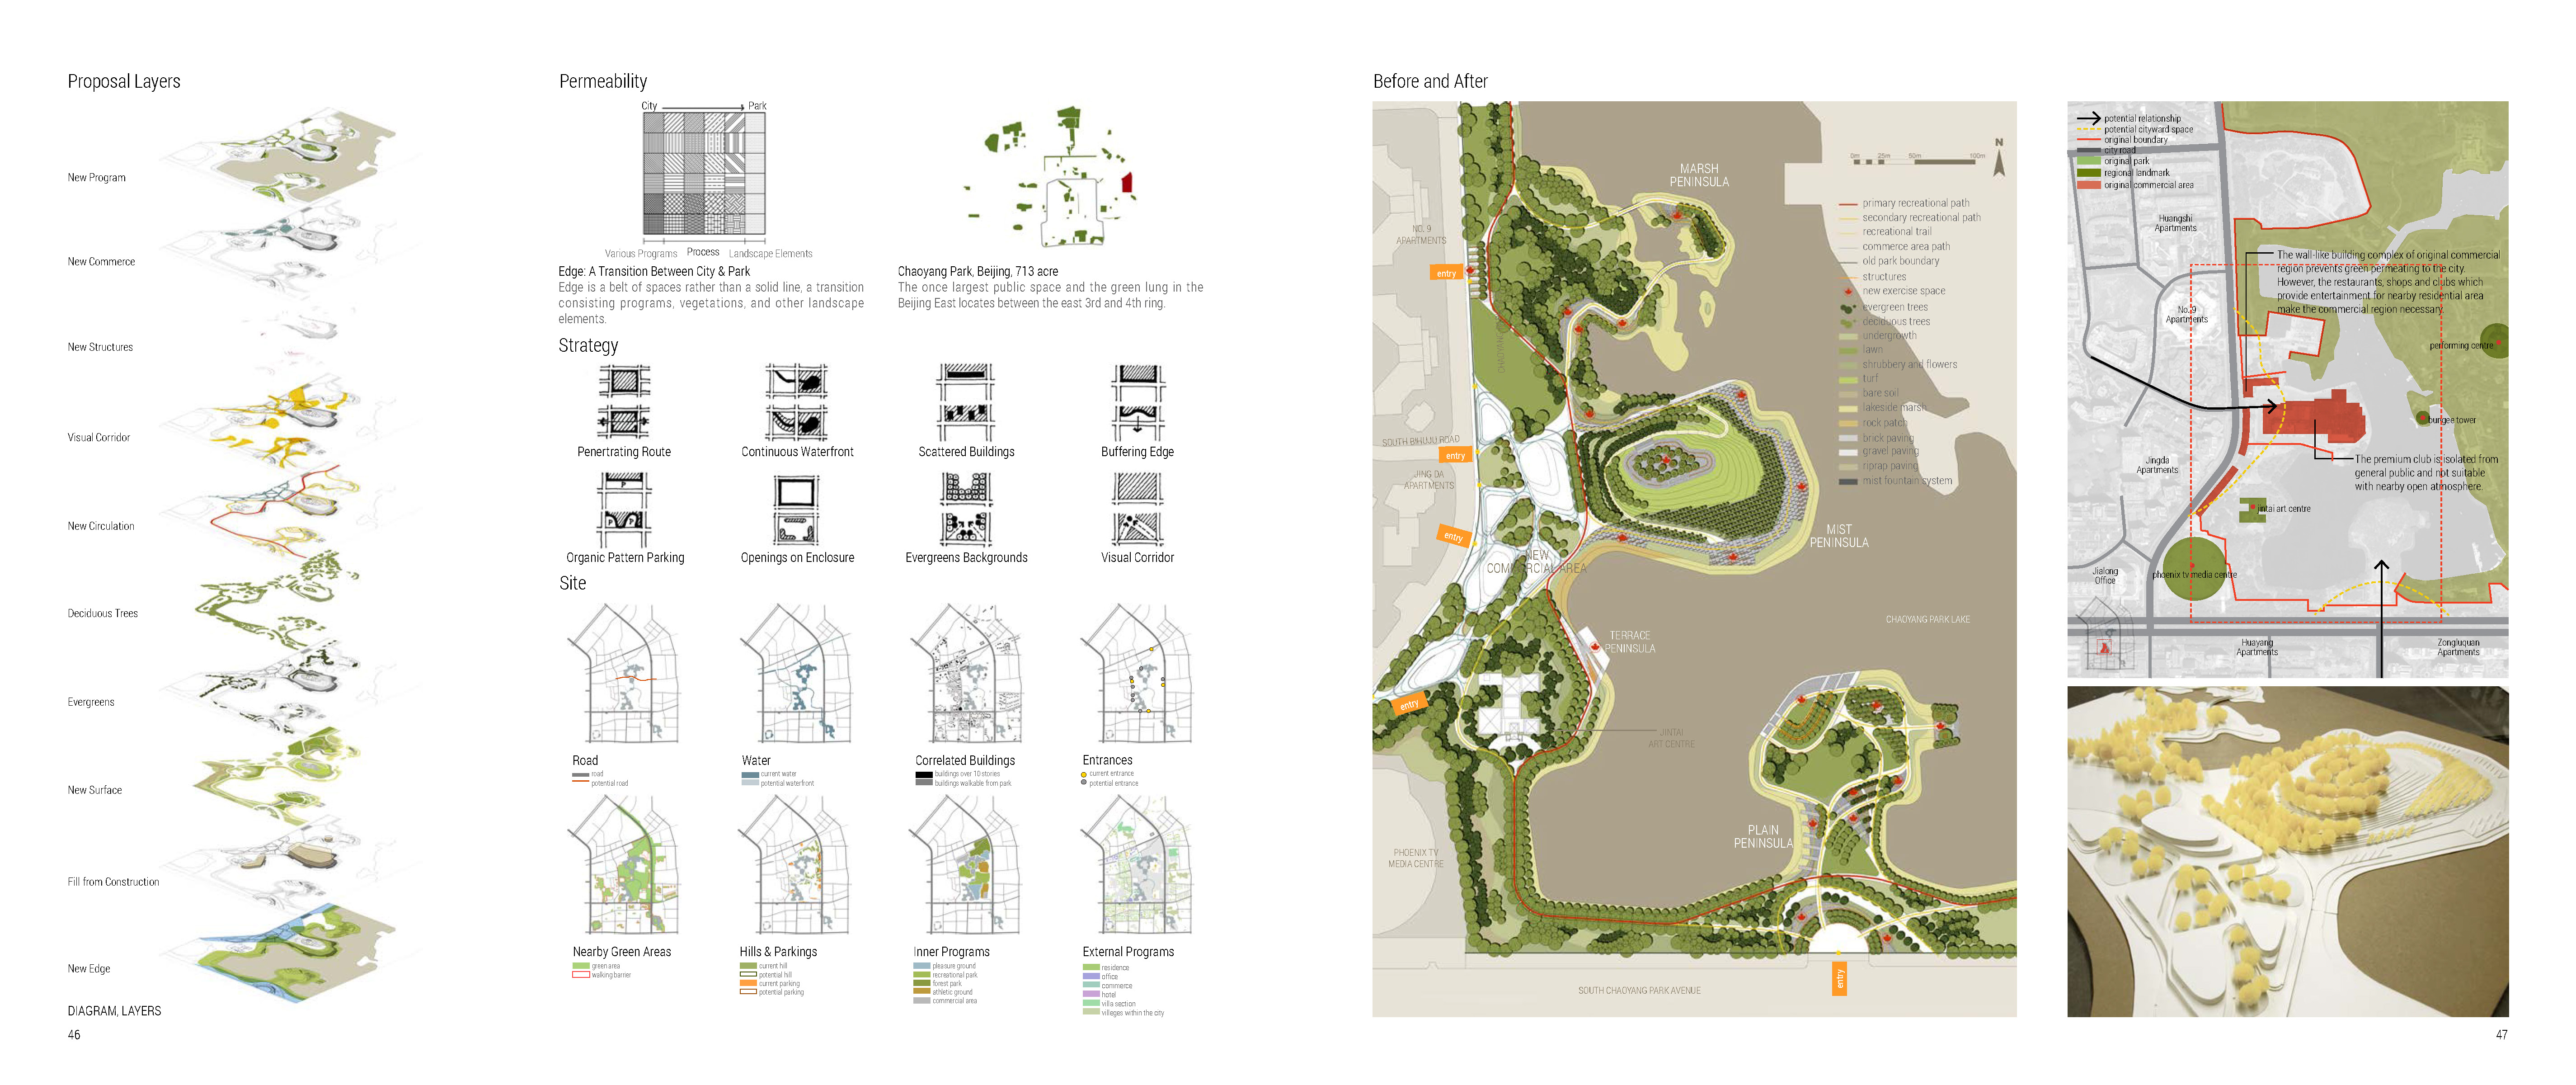 Proposal Layers
New Program
New Commerce
New Structures
Visual Corridor
New Circulation
Deciduous Trees
Evergreens
New Surface
Fill from Construction
New Edge
DIAGRAM, LAYERS
46
Permeability
City
Park
Various Programs
Process
Landscape Elements
Edge: A Transition Between City & Park
Edge is a belt of spaces rather than a solid line, a transition
consisting programs, vegetations, and other landscape
elements.
Chaoyang Park, Beijing, 713 acre
The once largest public space and the green lung in the
Beijing East locates between the east 3rd and 4th ring.
Strategy
Penertrating Route
Continuous Waterfront
Scattered Buildings
Buffering Edge
P
P
P
Organic Pattern Parking
Openings on Enclosure
Evergreens Backgrounds
Visual Corridor
Site
Road
road
potential road
Water
current water
potential waterfront
Correlated Buildings
buildings over 10 stories
buildings walkable from park
Entrances
current entrance
potential entrance
Nearby Green Areas
green area
walking barrier
Hills & Parkings
current hill
potential hill
current parking
potential parking
Inner Programs
pleasure ground
recreational park
forest park
athletic ground
commercial area
External Programs
residence
office
commerce
hotel
villa section
villeges within the city
Before and After
MARSH
PENINSULA
NO. 9
APARTMENTS
entry
SOUTH BIHUJU ROAD
entry
JING DA
APARTMENTS
entry
NEW
COMMERCIAL AREA
MIST
PENINSULA
TERRACE
PENINSULA
CHAOYANG PARK LAKE
entry
JINTAI
ART CENTRE
PLAIN
PENINSULA
PHOENIX TV
MEDIA CENTRE
entry
SOUTH CHAOYANG PARK AVENUE
N
0m 25m 50m 100m
primary recreational path
secondary recreational path
recreational trail
commerce area path
old park boundary
structures
new exercise space
evergreen trees
deciduous trees
undergrowth
lawn
shrubbery and flowers
turf
bare soil
lakeside marsh
rock patch
brick paving
gravel paving
riprap paving
mist fountain system
potential relationship
potential cityward space
original boundary
city road
original park
regional landmark
original commercial area
Huangshi
Apartments
The wall-like building complex of original commercial
region prevents green permeating to the city.
However, the restaurants, shops and clubs which
provide entertainment for nearby residential area
make the commercial region necessary.
No. 9
Apartments
performing centre
bungee tower
Jingda
Apartments
The premium club is isolated from
general public and not suitable
with nearby open atmosphere.
jintai art centre
Jialong
Office
phoenix tv media centre
Huayang
Apartments
Zongluquan
Apartments
47